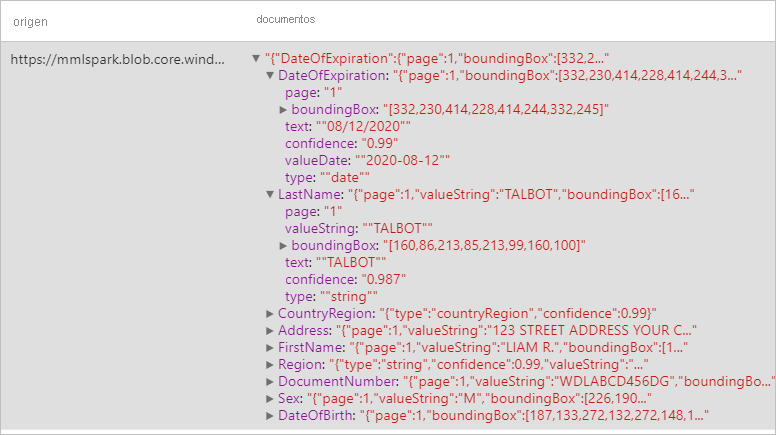 origen
documentos
https://mmlspark.blob.core.wind...
▼ "{"DateOfExpiration":{"page":1,"boundingBox":[332,2..."
▼ DateOfExpiration: "{"page":1,"boundingBox":[332,230,414,228,414,244,3..."
page: "1"
▶ boundingBox: "[332,230,414,228,414,244,332,245]"
text: ""08/12/2020""
confidence: "0.99"
valueDate: ""2020-08-12""
type: ""date""
▼ LastName: "{"page":1,"valueString":"TALBOT","boundingBox":[16..."
page: "1"
valueString: ""TALBOT""
▶ boundingBox: "[160,86,213,85,213,99,160,100]"
text: ""TALBOT""
confidence: "0.987"
type: ""string""
▶ CountryRegion: "{"type":"countryRegion","confidence":0.99}"
▶ Address: "{"page":1,"valueString":"123 STREET ADDRESS YOUR C..."
▶ FirstName: "{"page":1,"valueString":"LIAM R.","boundingBox":[1..."
▶ Region: "{"type":"string","confidence":0.99,"valueString":"..."
▶ DocumentNumber: "{"page":1,"valueString":"WDLABCD456DG","boundingBo..."
▶ Sex: "{"page":1,"valueString":"M","boundingBox":[226,190..."
▶ DateOfBirth: "{"page":1,"boundingBox":[187,133,272,132,272,148,1..."